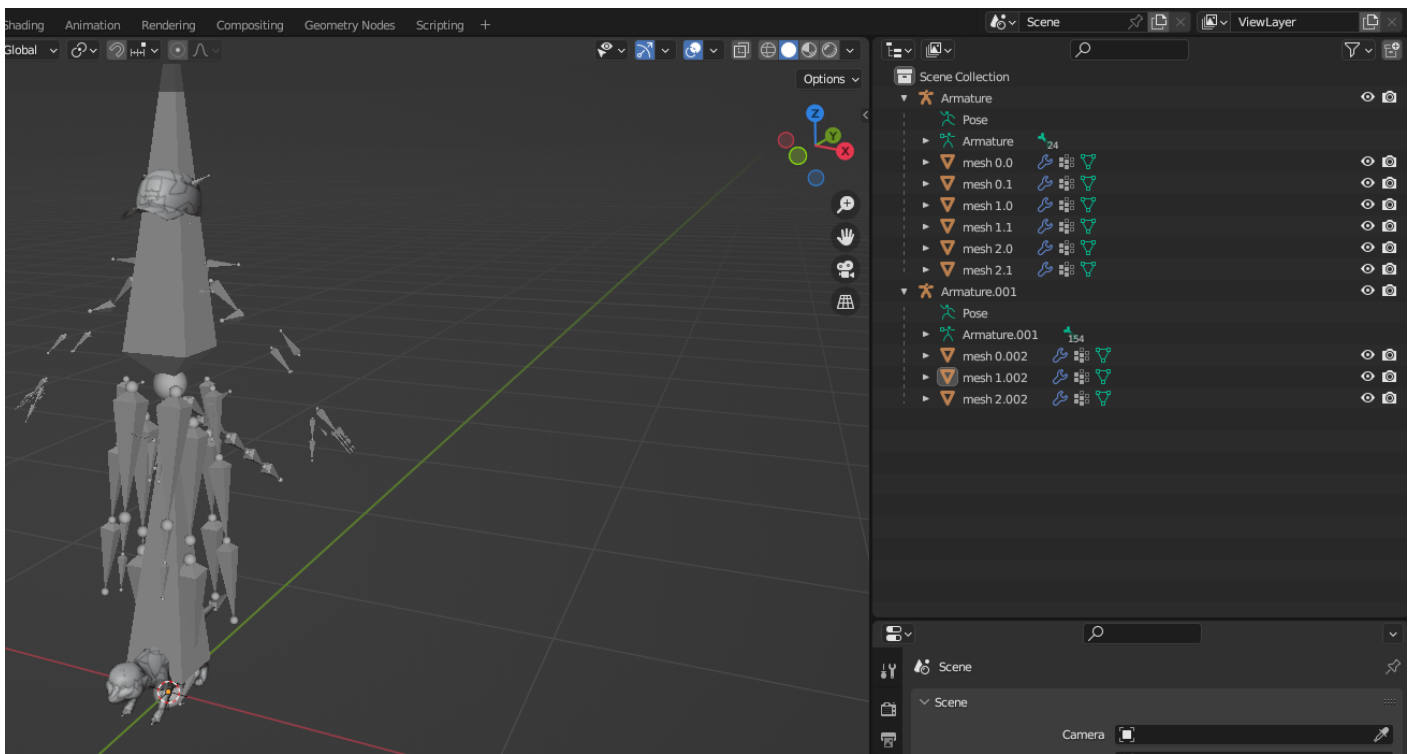 Shading Animation Rendering Compositing Geometry Nodes Scripting +
Scene
ViewLayer
Global
Options
Z
Y
X
Scene Collection
Armature
Pose
Armature 24
mesh 0.0
mesh 0.1
mesh 1.0
mesh 1.1
mesh 2.0
mesh 2.1
Armature.001
Pose
Armature.001 154
mesh 0.002
mesh 1.002
mesh 2.002
Scene
Scene
Camera